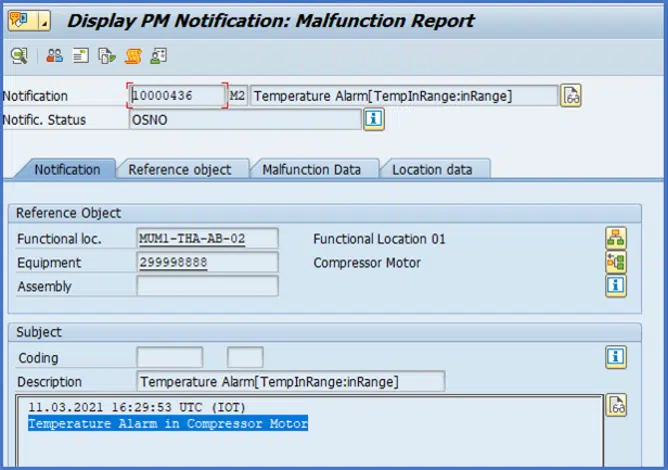 Display PM Notification: Malfunction Report
Notification 10000436 M2 Temperature Alarm[TempInRange:inRange]
Notific. Status OSNO
Notification Reference object Malfunction Data Location data
Reference Object
Functional loc. MUM1-THA-AB-02 Functional Location 01
Equipment 299998888 Compressor Motor
Assembly
Subject
Coding
Description Temperature Alarm[TempInRange:inRange]
11.03.2021 16:29:53 UTC (IOT)
Temperature Alarm in Compressor Motor